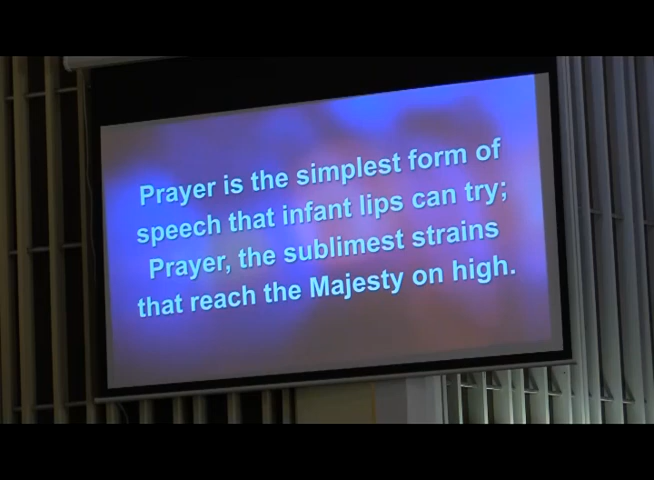 Prayer is the simplest form of
speech that infant lips can try;
Prayer, the sublimest strains
that reach the Majesty on high.